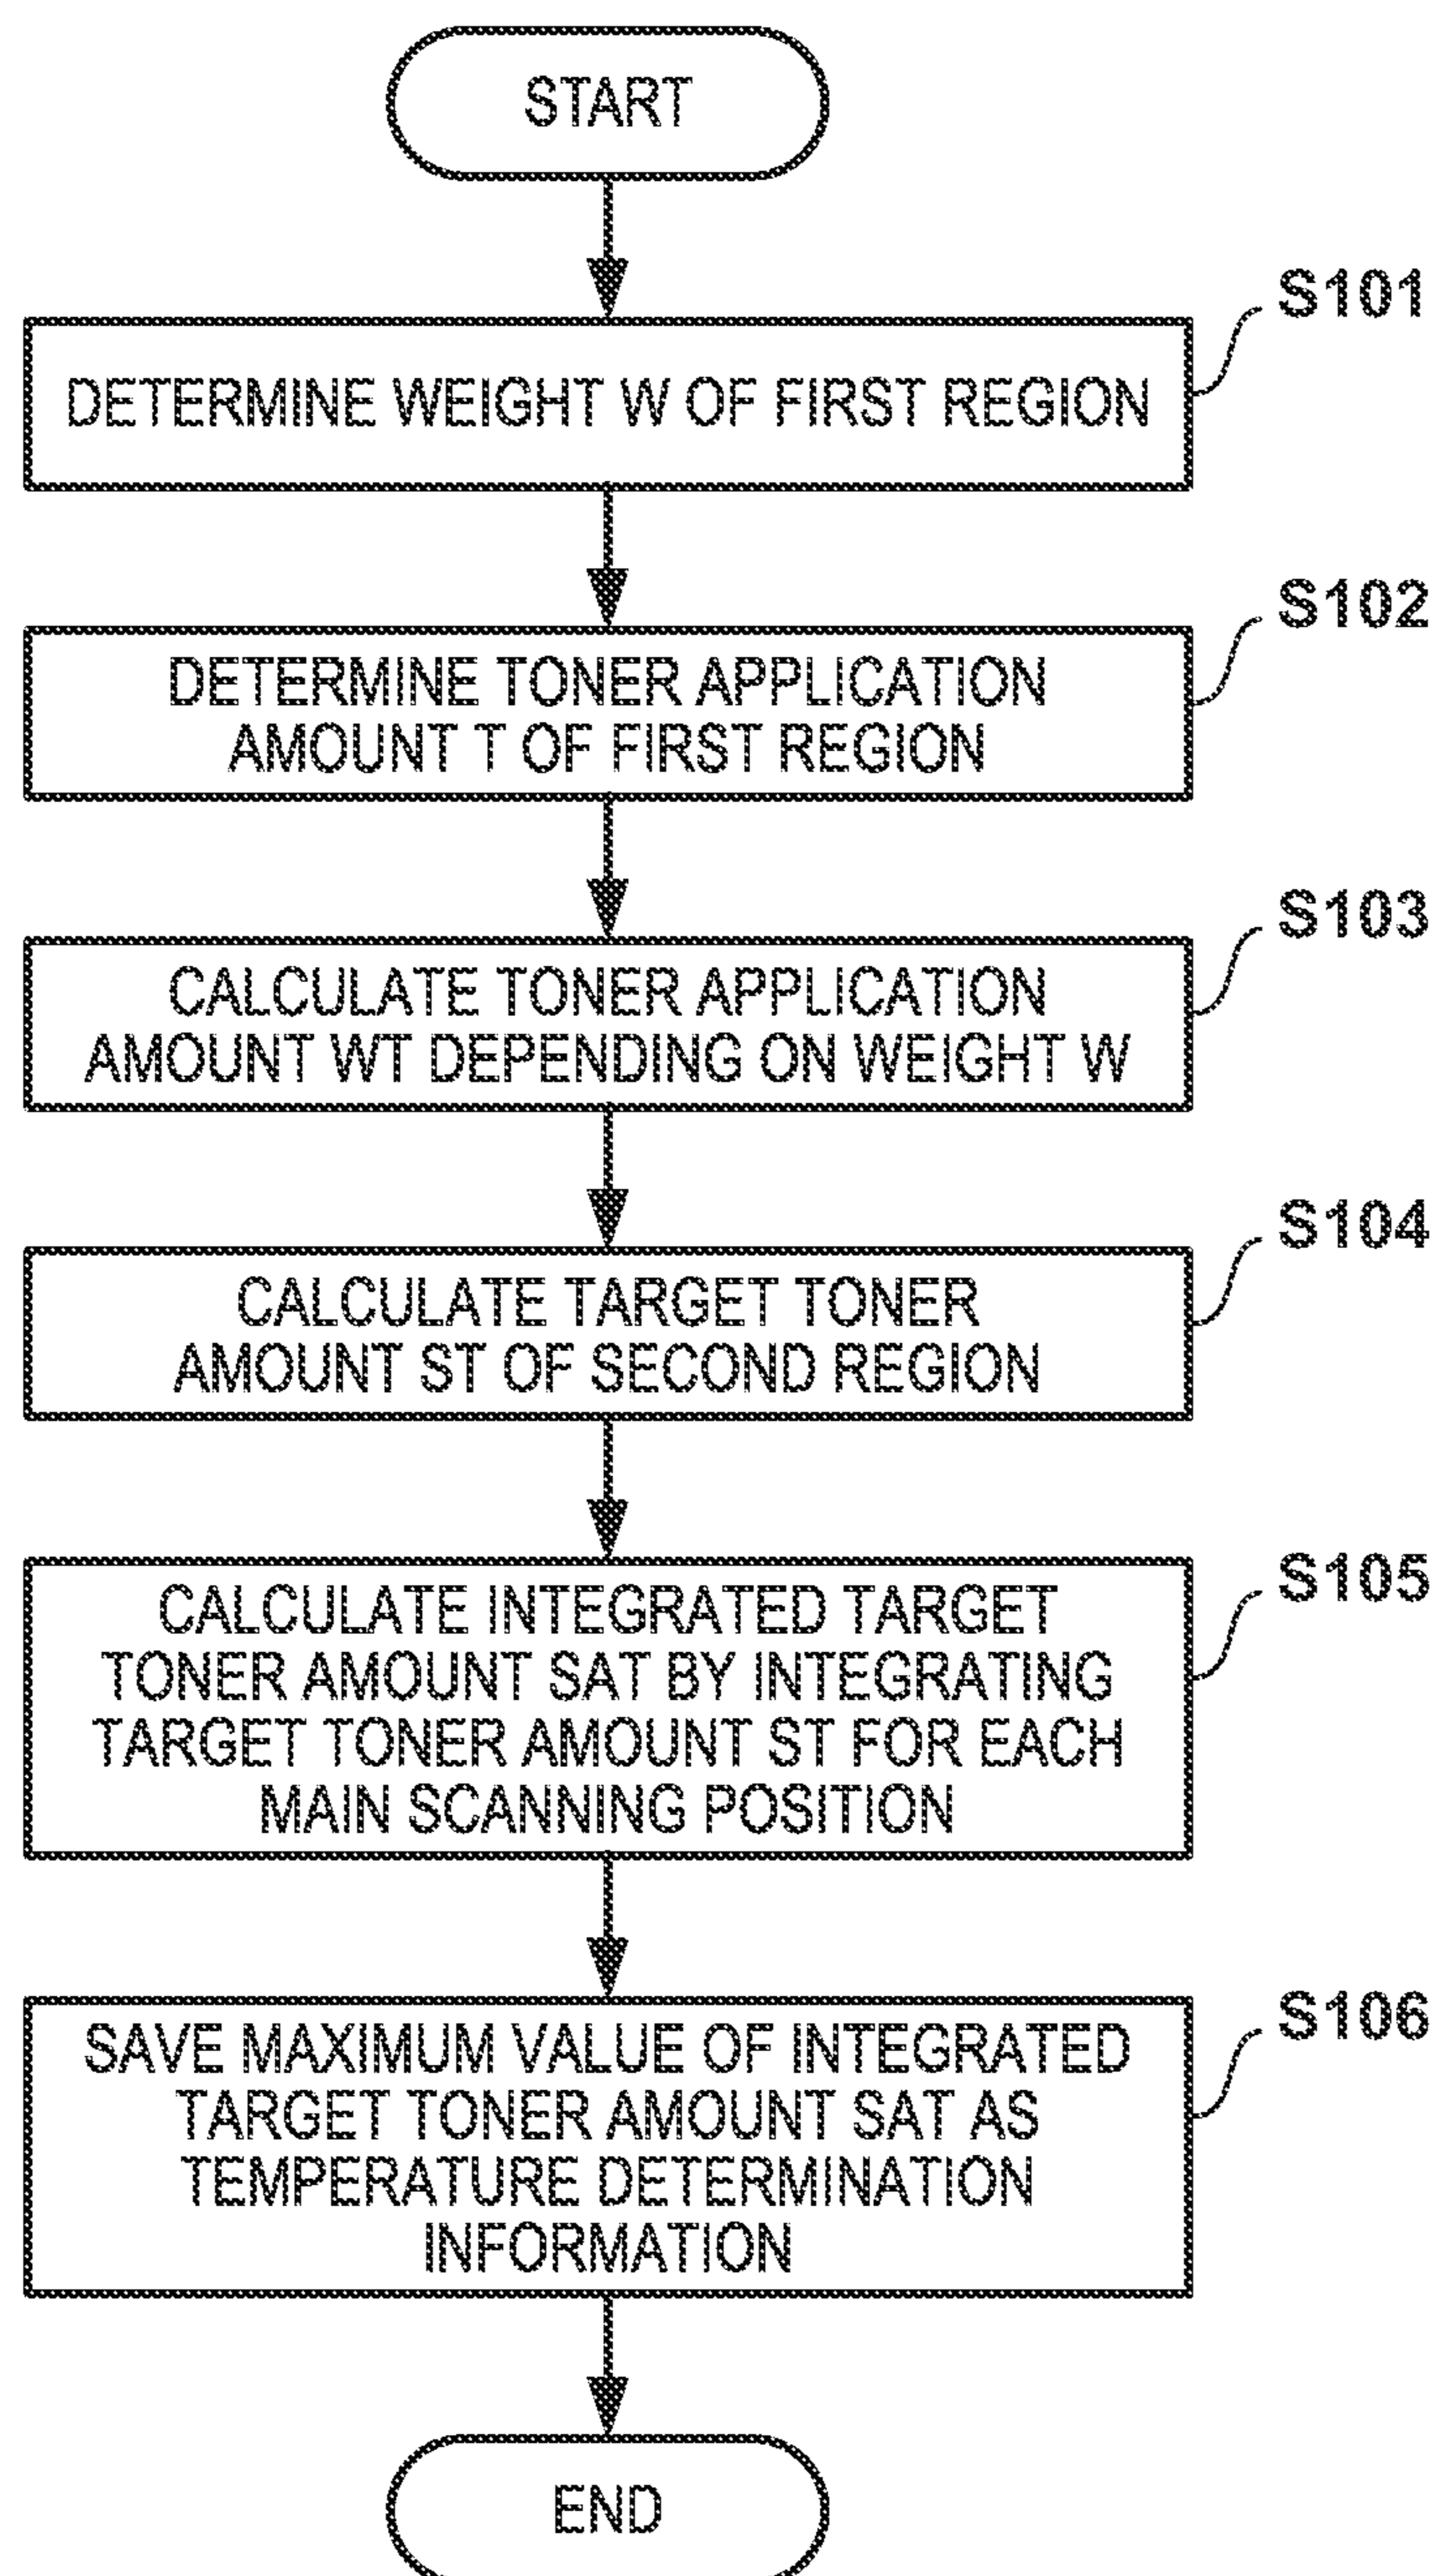 START
S101
DETERMINE WEIGHT W OF FIRST REGION
S102
DETERMINE TONER APPLICATION
AMOUNT T OF FIRST REGION
S103
CALCULATE TONER APPLICATION
AMOUNT WT DEPENDING ON WEIGHT W
S104
CALCULATE TARGET TONER
AMOUNT ST OF SECOND REGION
S105
CALCULATE INTEGRATED TARGET
TONER AMOUNT SAT BY INTEGRATING
TARGET TONER AMOUNT ST FOR EACH
MAIN SCANNING POSITION
S106
SAVE MAXIMUM VALUE OF INTEGRATED
TARGET TONER AMOUNT SAT AS
TEMPERATURE DETERMINATION
INFORMATION
END